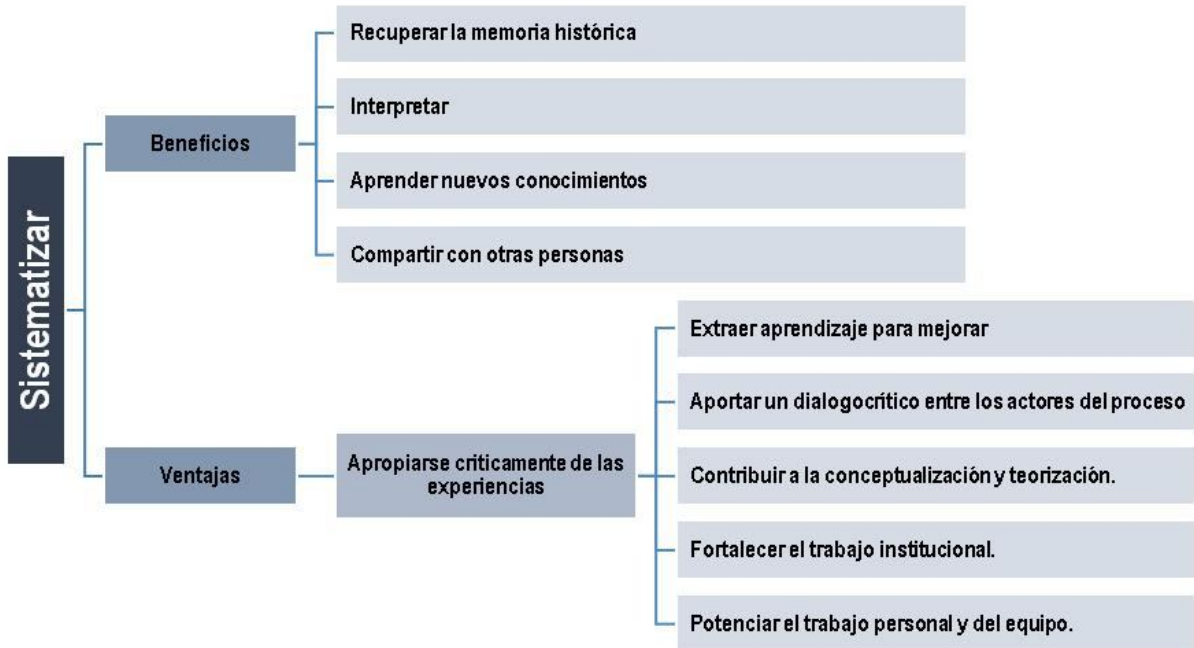 Sistematizar
Beneficios
Recuperar la memoria histórica
Interpretar
Aprender nuevos conocimientos
Compartir con otras personas
Ventajas
Apropiarse criticamente de las
experiencias
Extraer aprendizaje para mejorar
Aportar un dialogocrítico entre los actores del proceso
Contribuir a la conceptualización y teorización.
Fortalecer el trabajo institucional.
Potenciar el trabajo personal y del equipo.